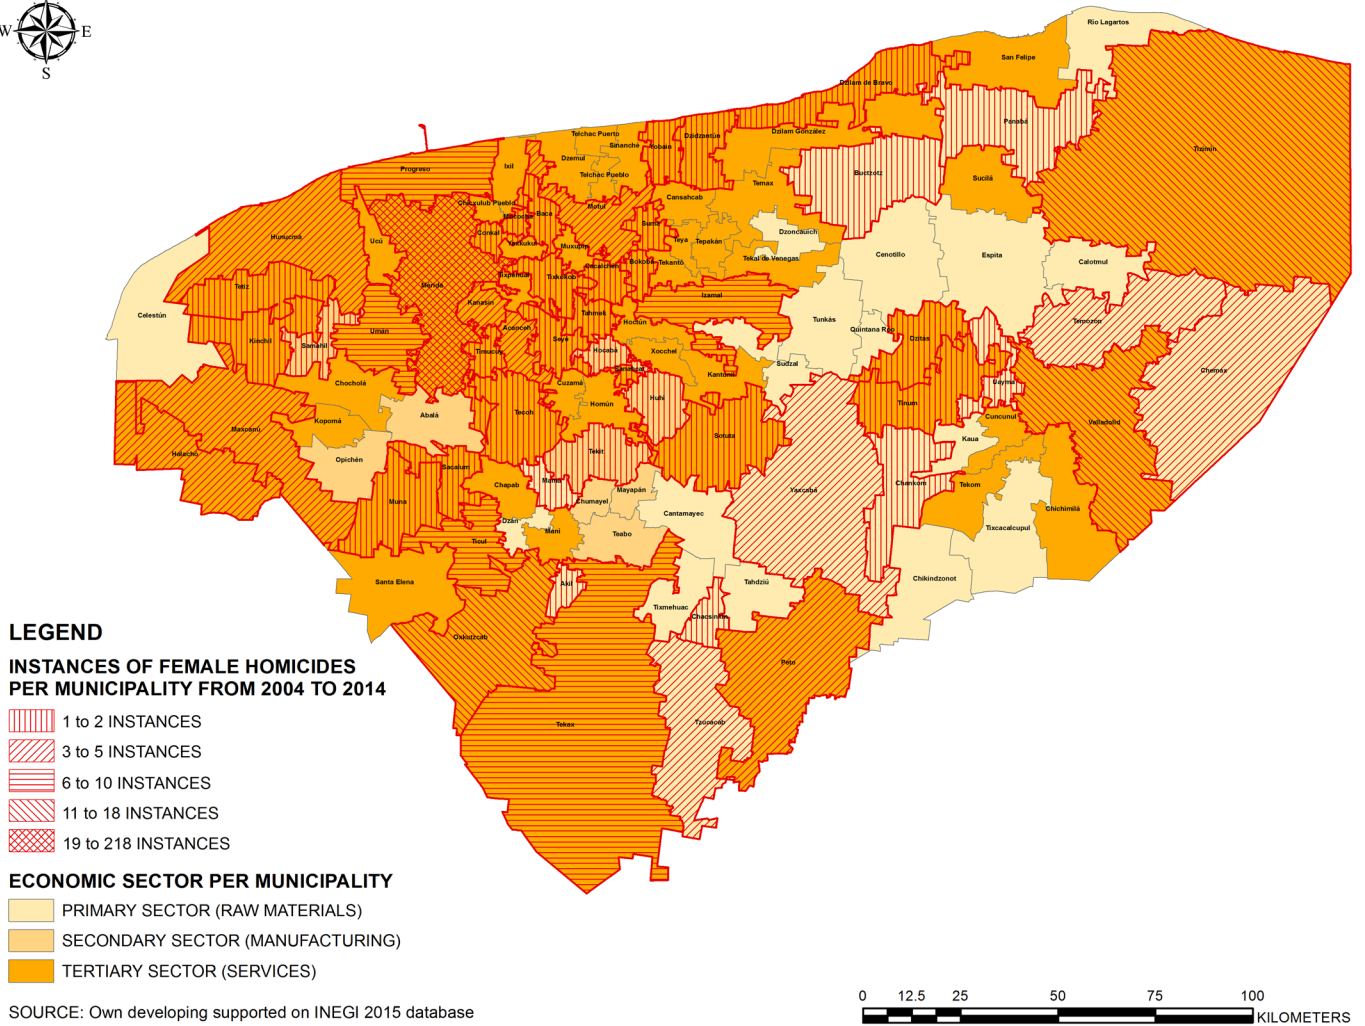 W E
S
Río Lagartos
San Felipe
Dzilam de Bravo
Panabá
Tizimín
Telchac Puerto
Sinanché
Yobaín
Dzidzantún
Dzilam González
Ixil
Dzemul
Telchac Pueblo
Temax
Buctzotz
Sucilá
Progreso
Chicxulub Pueblo
Mocochá
Baca
Motul
Cansahcab
Suma
Teya
Tepakán
Dzoncauich
Hunucmá
Ucú
Conkal
Yaxkukul
Muxupip
Cacalchén
Bokobá
Tekantó
Tekal de Venegas
Cenotillo
Espita
Calotmul
Tetiz
Mérida
Tixpéhual
Tixkokob
Izamal
Celestún
Kanasín
Tahmek
Hoctún
Tunkás
Quintana Roo
Temozón
Samahil
Umán
Kinchil
Acanceh
Seyé
Timucuy
Hocabá
Xocchel
Sanahcat
Sudzal
Dzitás
Chemax
Chocholá
Cuzamá
Kantunil
Uayma
Kopomá
Abalá
Tecoh
Homún
Huhí
Tinum
Cuncunul
Valladolid
Maxcanú
Halachó
Opichén
Sotuta
Kaua
Tekit
Sacalum
Muna
Chapab
Mama
Mayapán
Chumayel
Yaxcabá
Chankom
Tekom
Chichimilá
Dzán
Maní
Teabo
Cantamayec
Tixcacalcupul
Ticul
Santa Elena
Akil
Tahdziú
Chikindzonot
Tixmehuac
Chacsinkín
Oxkutzcab
Peto
Tekax
Tzucacab
LEGEND
INSTANCES OF FEMALE HOMICIDES
PER MUNICIPALITY FROM 2004 TO 2014
1 to 2 INSTANCES
3 to 5 INSTANCES
6 to 10 INSTANCES
11 to 18 INSTANCES
19 to 218 INSTANCES
ECONOMIC SECTOR PER MUNICIPALITY
PRIMARY SECTOR (RAW MATERIALS)
SECONDARY SECTOR (MANUFACTURING)
TERTIARY SECTOR (SERVICES)
SOURCE: Own developing supported on INEGI 2015 database
0 12.5 25 50 75 100
KILOMETERS